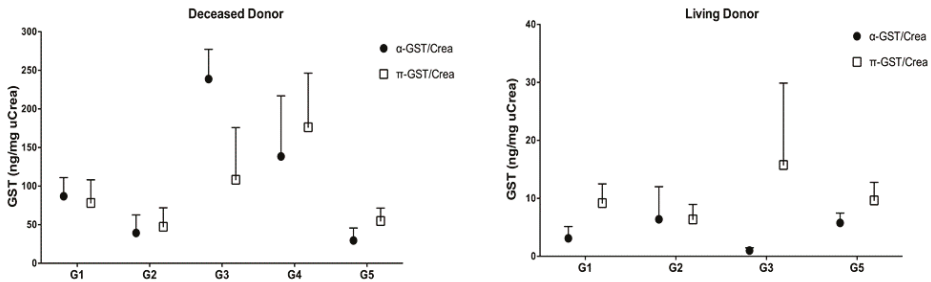 Deceased Donor
GST (ng/mg uCrea)
300
250
200
150
100
50
0
α-GST/Crea
π-GST/Crea
G1 G2 G3 G4 G5
Living Donor
GST (ng/mg uCrea)
40
30
20
10
0
α-GST/Crea
π-GST/Crea
G1 G2 G3 G5